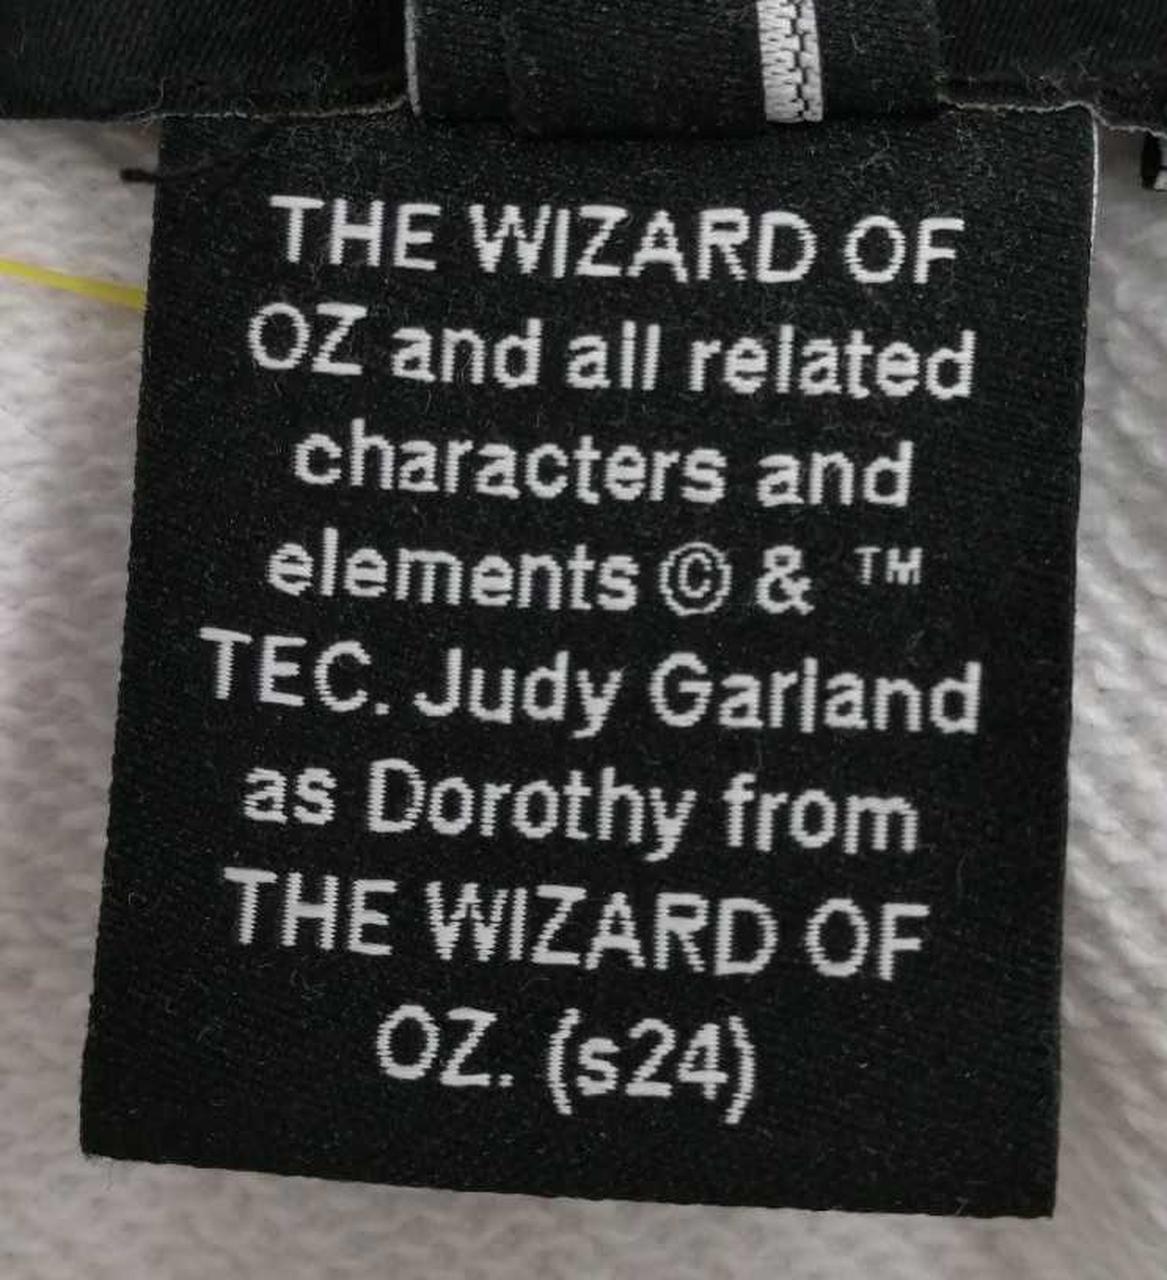 THE WIZARD OF
OZ and all related
characters and
elements © & ™
TEC. Judy Garland
as Dorothy from
THE WIZARD OF
OZ. (s24)